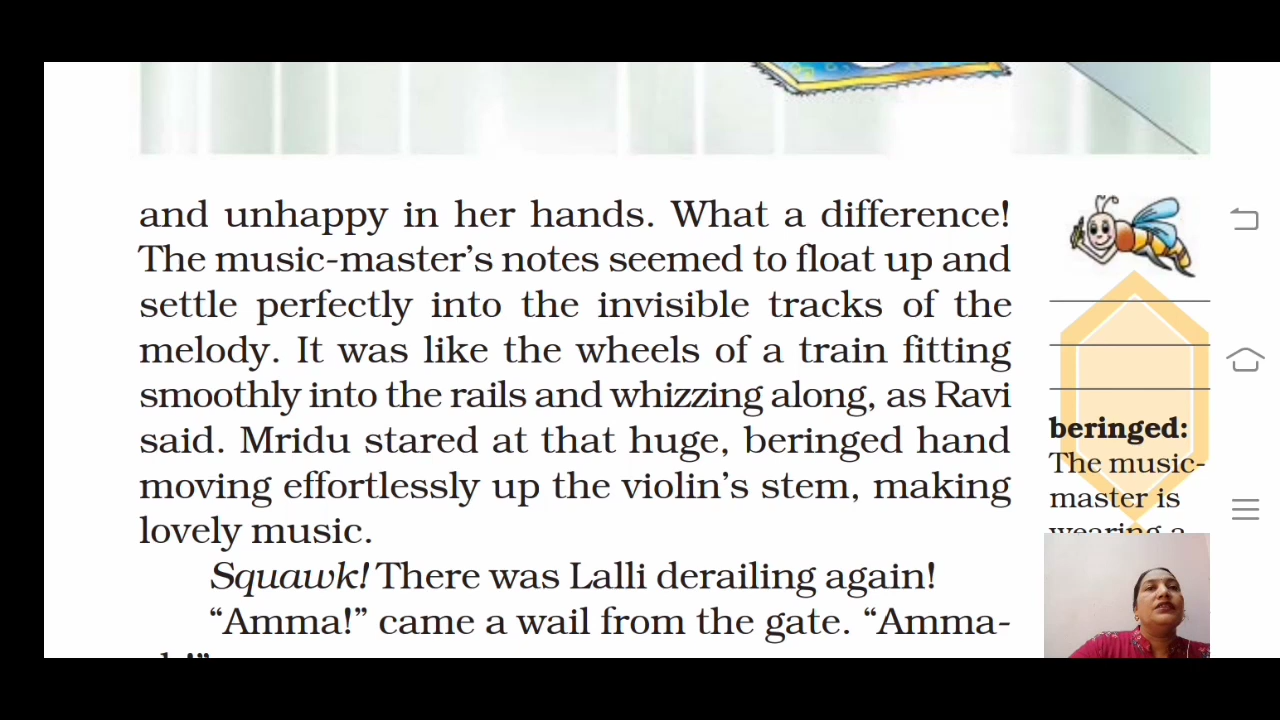 and unhappy in her hands. What a difference!
The music-master's notes seemed to float up and
settle perfectly into the invisible tracks of the
melody. It was like the wheels of a train fitting
smoothly into the rails and whizzing along, as Ravi
said. Mridu stared at that huge, beringed hand
moving effortlessly up the violin's stem, making
lovely music.
Squawk! There was Lalli derailing again!
“Amma!” came a wail from the gate. “Amma-
beringed:
The music-
master is
wearing a